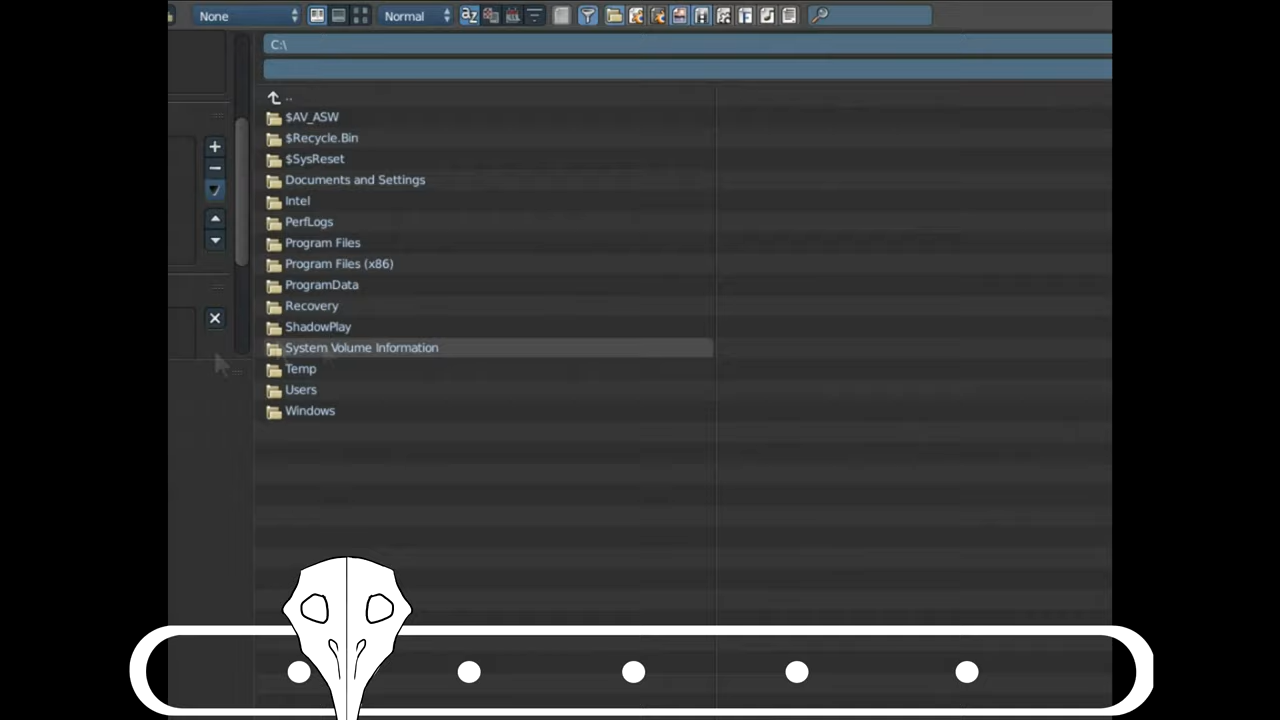 None
Normal
C:\
..
$AV_ASW
$Recycle.Bin
$SysReset
Documents and Settings
Intel
PerfLogs
Program Files
Program Files (x86)
ProgramData
Recovery
ShadowPlay
System Volume Information
Temp
Users
Windows